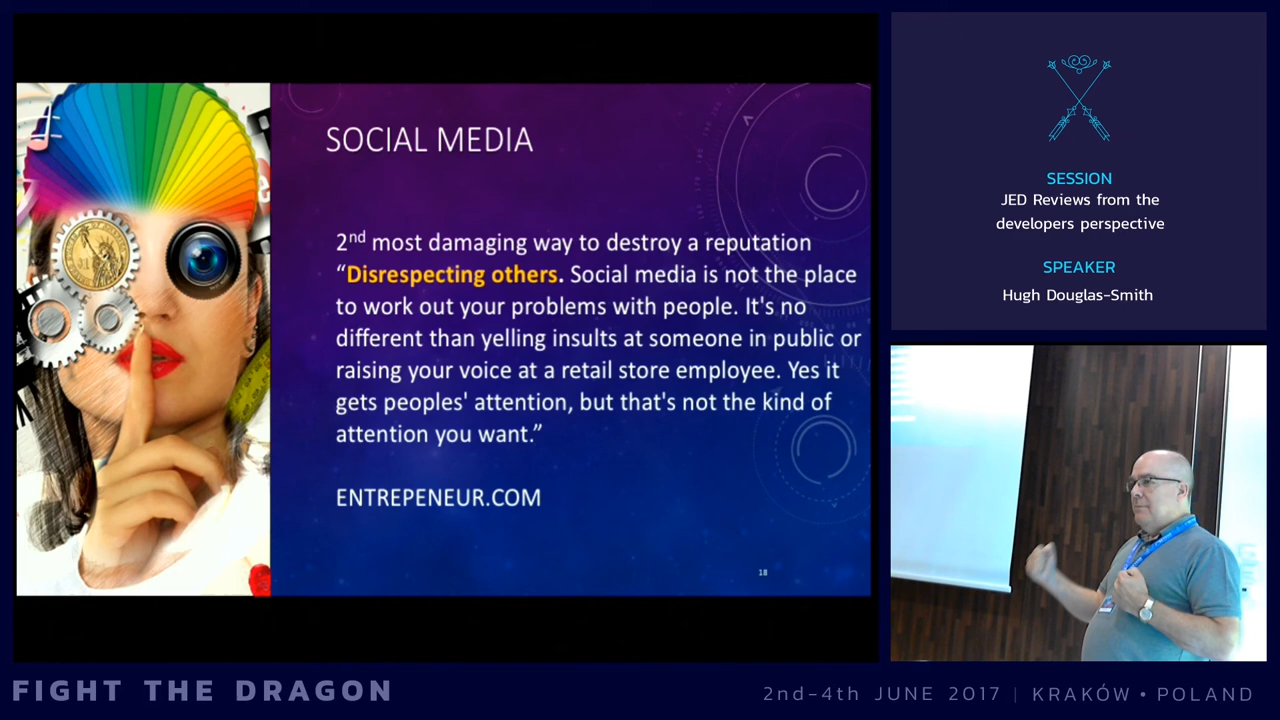 SOCIAL MEDIA
2nd most damaging way to destroy a reputation
“Disrespecting others. Social media is not the place
to work out your problems with people. It's no
different than yelling insults at someone in public or
raising your voice at a retail store employee. Yes it
gets peoples' attention, but that's not the kind of
attention you want.”
ENTREPENEUR.COM
18
SESSION
JED Reviews from the
developers perspective
SPEAKER
Hugh Douglas-Smith
FIGHT THE DRAGON
2nd-4th JUNE 2017 | KRAKÓW • POLAND